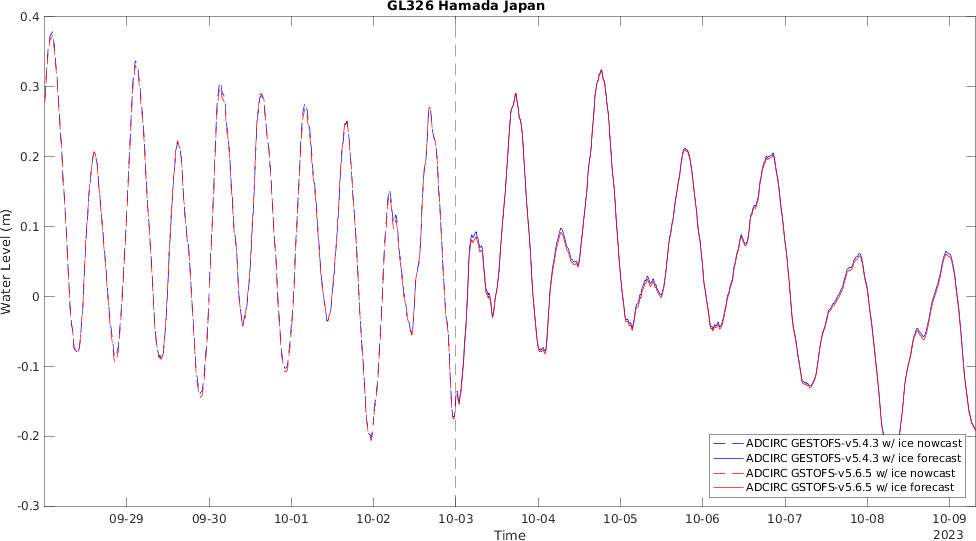 GL326 Hamada Japan
0.4
0.3
0.2
0.1
0
-0.1
-0.2
-0.3
Water Level (m)
ADCIRC GESTOFS-v5.4.3 w/ ice nowcast
ADCIRC GESTOFS-v5.4.3 w/ ice forecast
ADCIRC GSTOFS-v5.6.5 w/ ice nowcast
ADCIRC GSTOFS-v5.6.5 w/ ice forecast
09-29 09-30 10-01 10-02 10-03 10-04 10-05 10-06 10-07 10-08 10-09
Time
2023